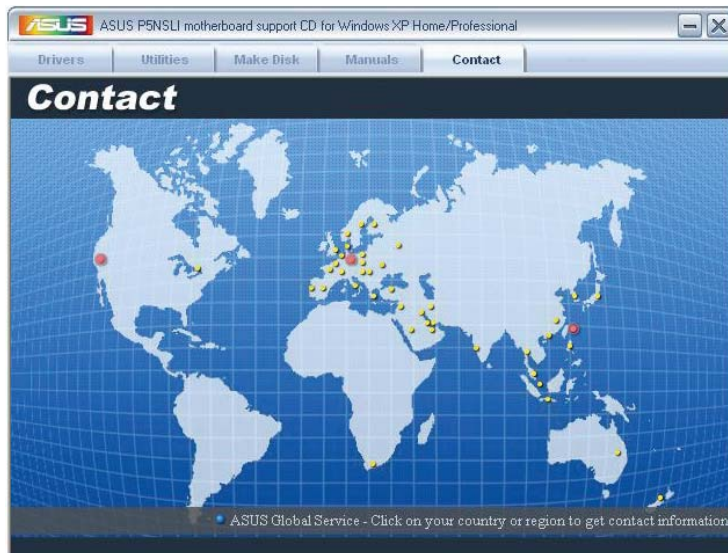 ASUS ASUS P5NSLI motherboard support CD for Windows XP Home/Professional
Drivers Utilities Make Disk Manuals Contact
Contact
ASUS Global Service - Click on your country or region to get contact information